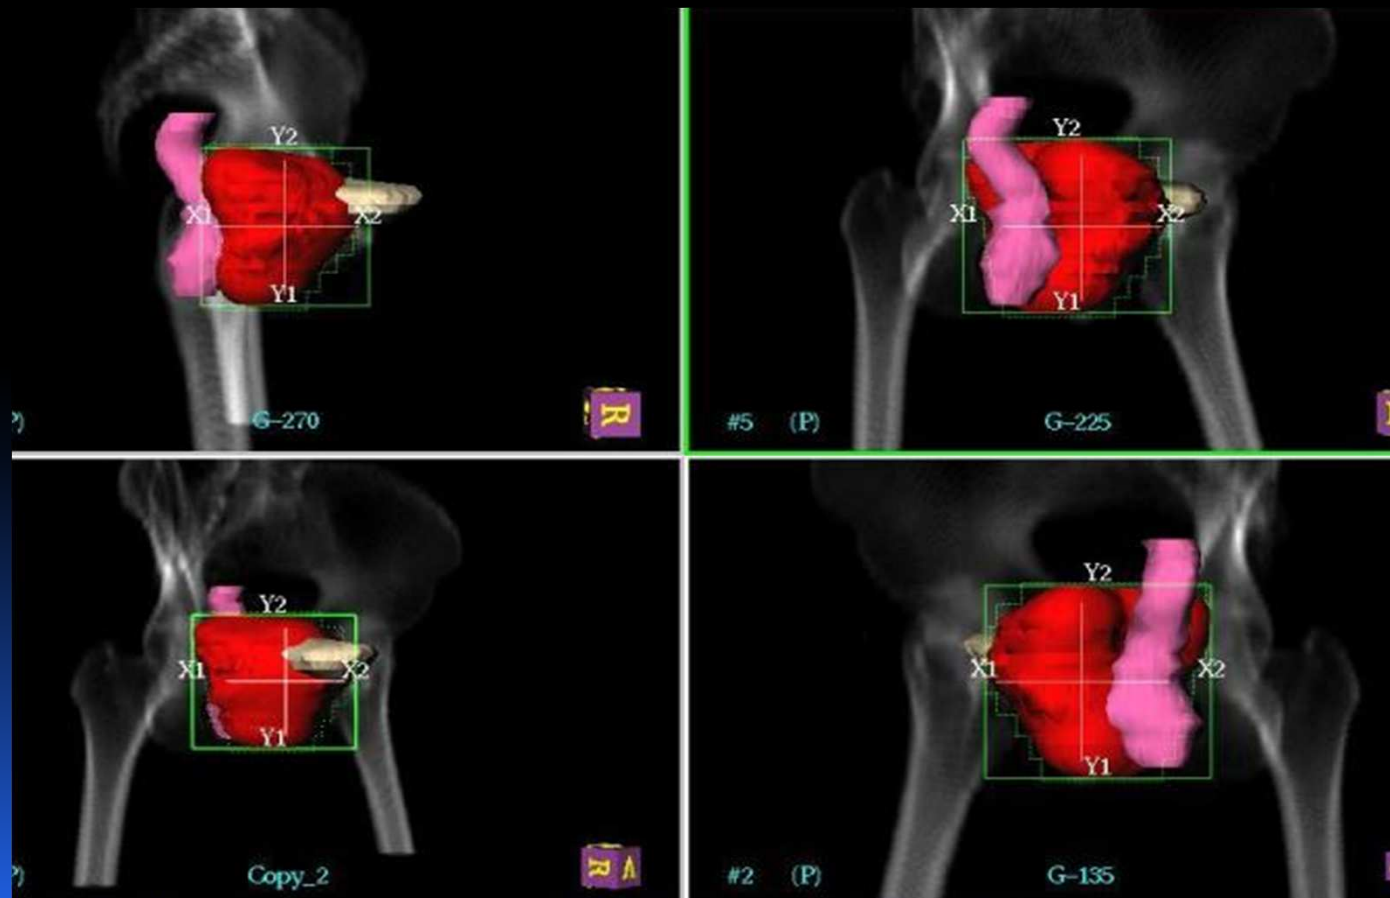 Y2
X1 X2
Y1
P)
G-270
R
Y2
X1 X2
Y1
#5 (P)
G-225
Y2
X1 X2
Y1
P)
Copy_2
R A
Y2
X1 X2
Y1
#2 (P)
G-135